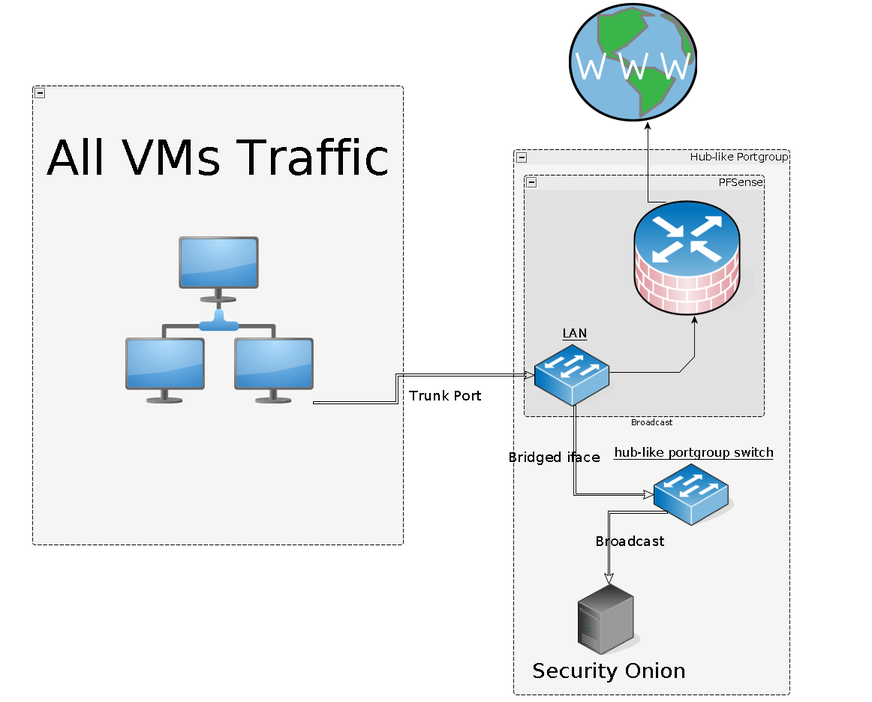 W W W
All VMs Traffic
Hub-like Portgroup
PFSense
LAN
Trunk Port
Broadcast
Bridged iface
hub-like portgroup switch
Broadcast
Security Onion